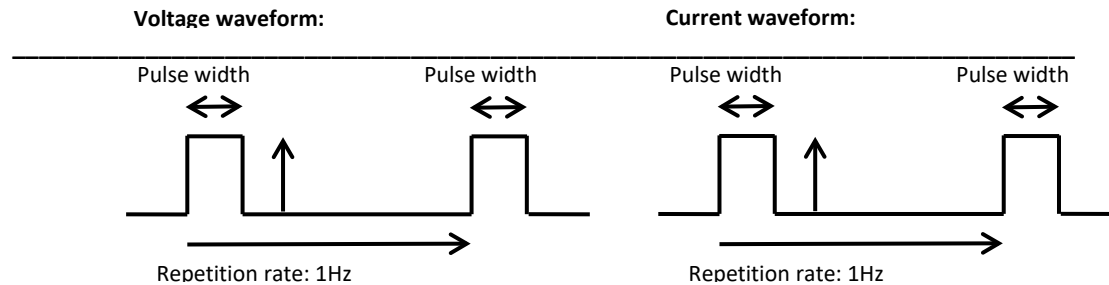 Voltage waveform: Current waveform:
Pulse width Pulse width Pulse width Pulse width
Repetition rate: 1Hz Repetition rate: 1Hz